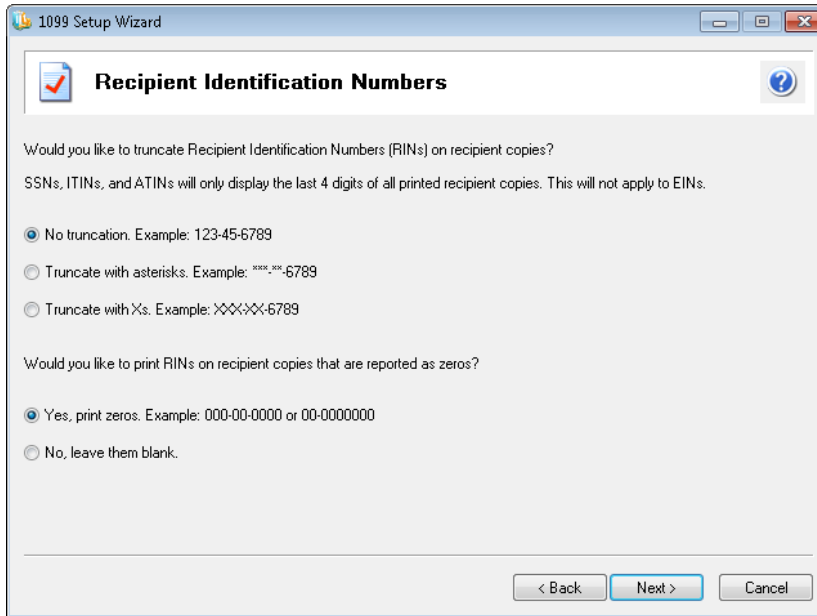 1099 Setup Wizard
Recipient Identification Numbers
Would you like to truncate Recipient Identification Numbers (RINs) on recipient copies?
SSNs, ITINs, and ATINs will only display the last 4 digits of all printed recipient copies. This will not apply to EINs.
No truncation. Example: 123-45-6789
Truncate with asterisks. Example: ***-**-6789
Truncate with Xs. Example: XXX-XX-6789
Would you like to print RINs on recipient copies that are reported as zeros?
Yes, print zeros. Example: 000-00-0000 or 00-0000000
No, leave them blank.
< Back Next > Cancel